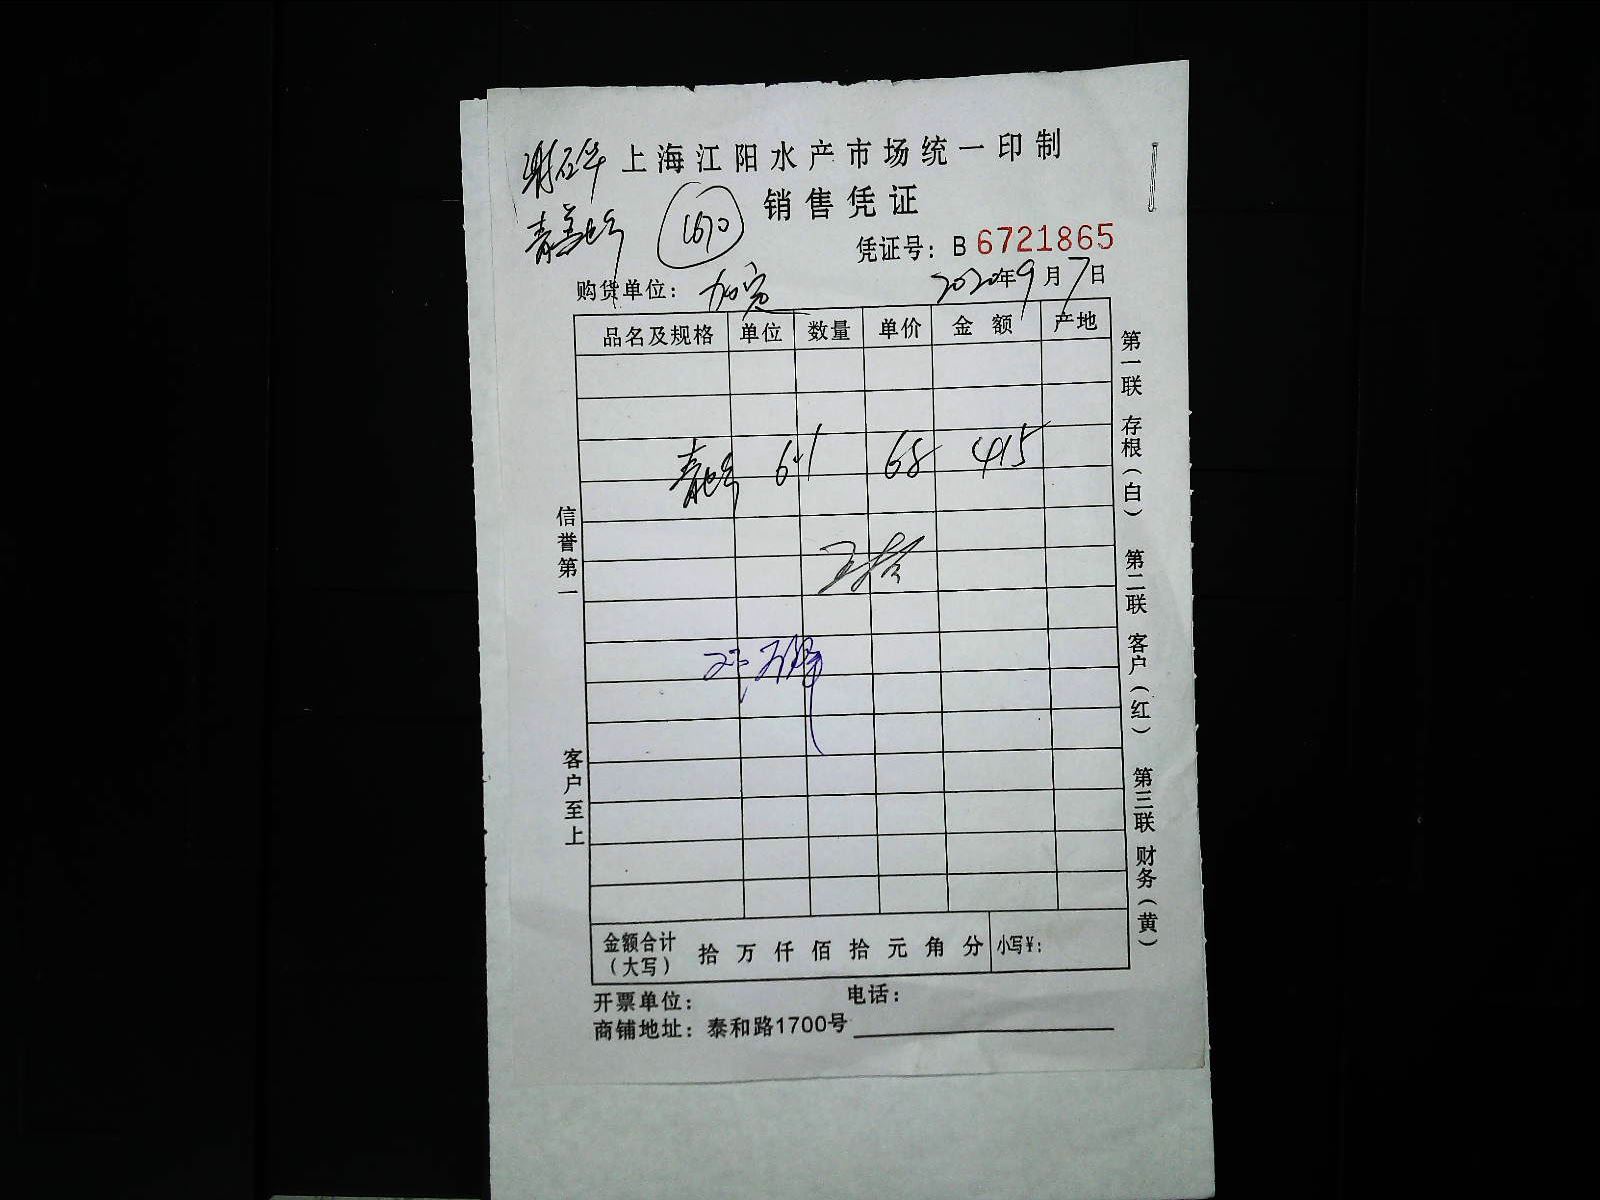 上海江阳水产市场统一印制
销售凭证
1670
凭证号：B 6721865
购货单位：
2020年9月7日
品名及规格 单位 数量 单价 金额 产地
61 68 415
信誉第一
客户至上
第一联 存根（白） 第二联 客户（红） 第三联 财务（黄）
金额合计（大写） 拾 万 仟 佰 拾 元 角 分 小写¥：
开票单位： 电话：
商铺地址：泰和路1700号